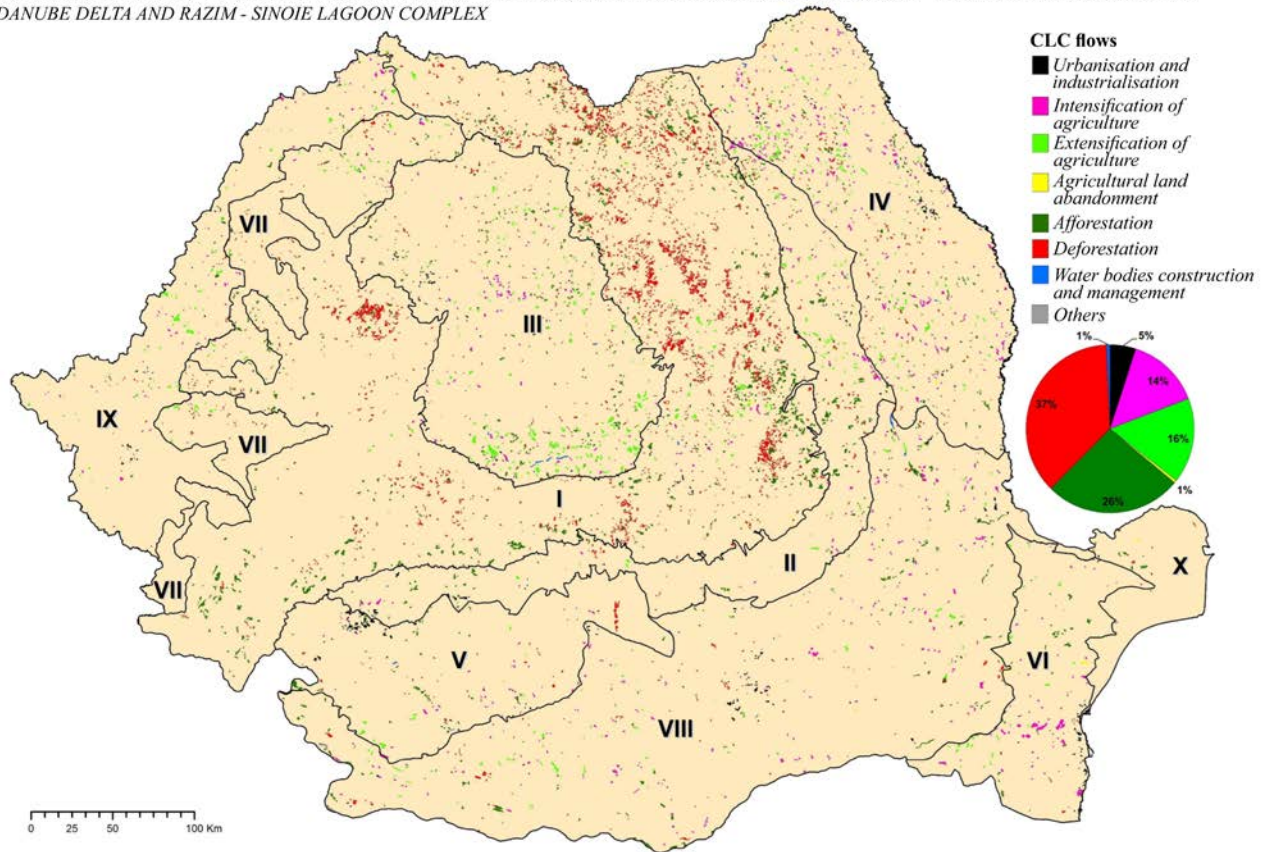 DANUBE DELTA AND RAZIM - SINOIE LAGOON COMPLEX
CLC flows
Urbanisation and
industrialisation
Intensification of
agriculture
Extensification of
agriculture
Agricultural land
abandonment
Afforestation
Deforestation
Water bodies construction
and management
Others
1%
5%
14%
37%
16%
1%
26%
IV
VII
III
IX
VII
I
II
X
VII
V
VI
VIII
0 25 50 100 Km